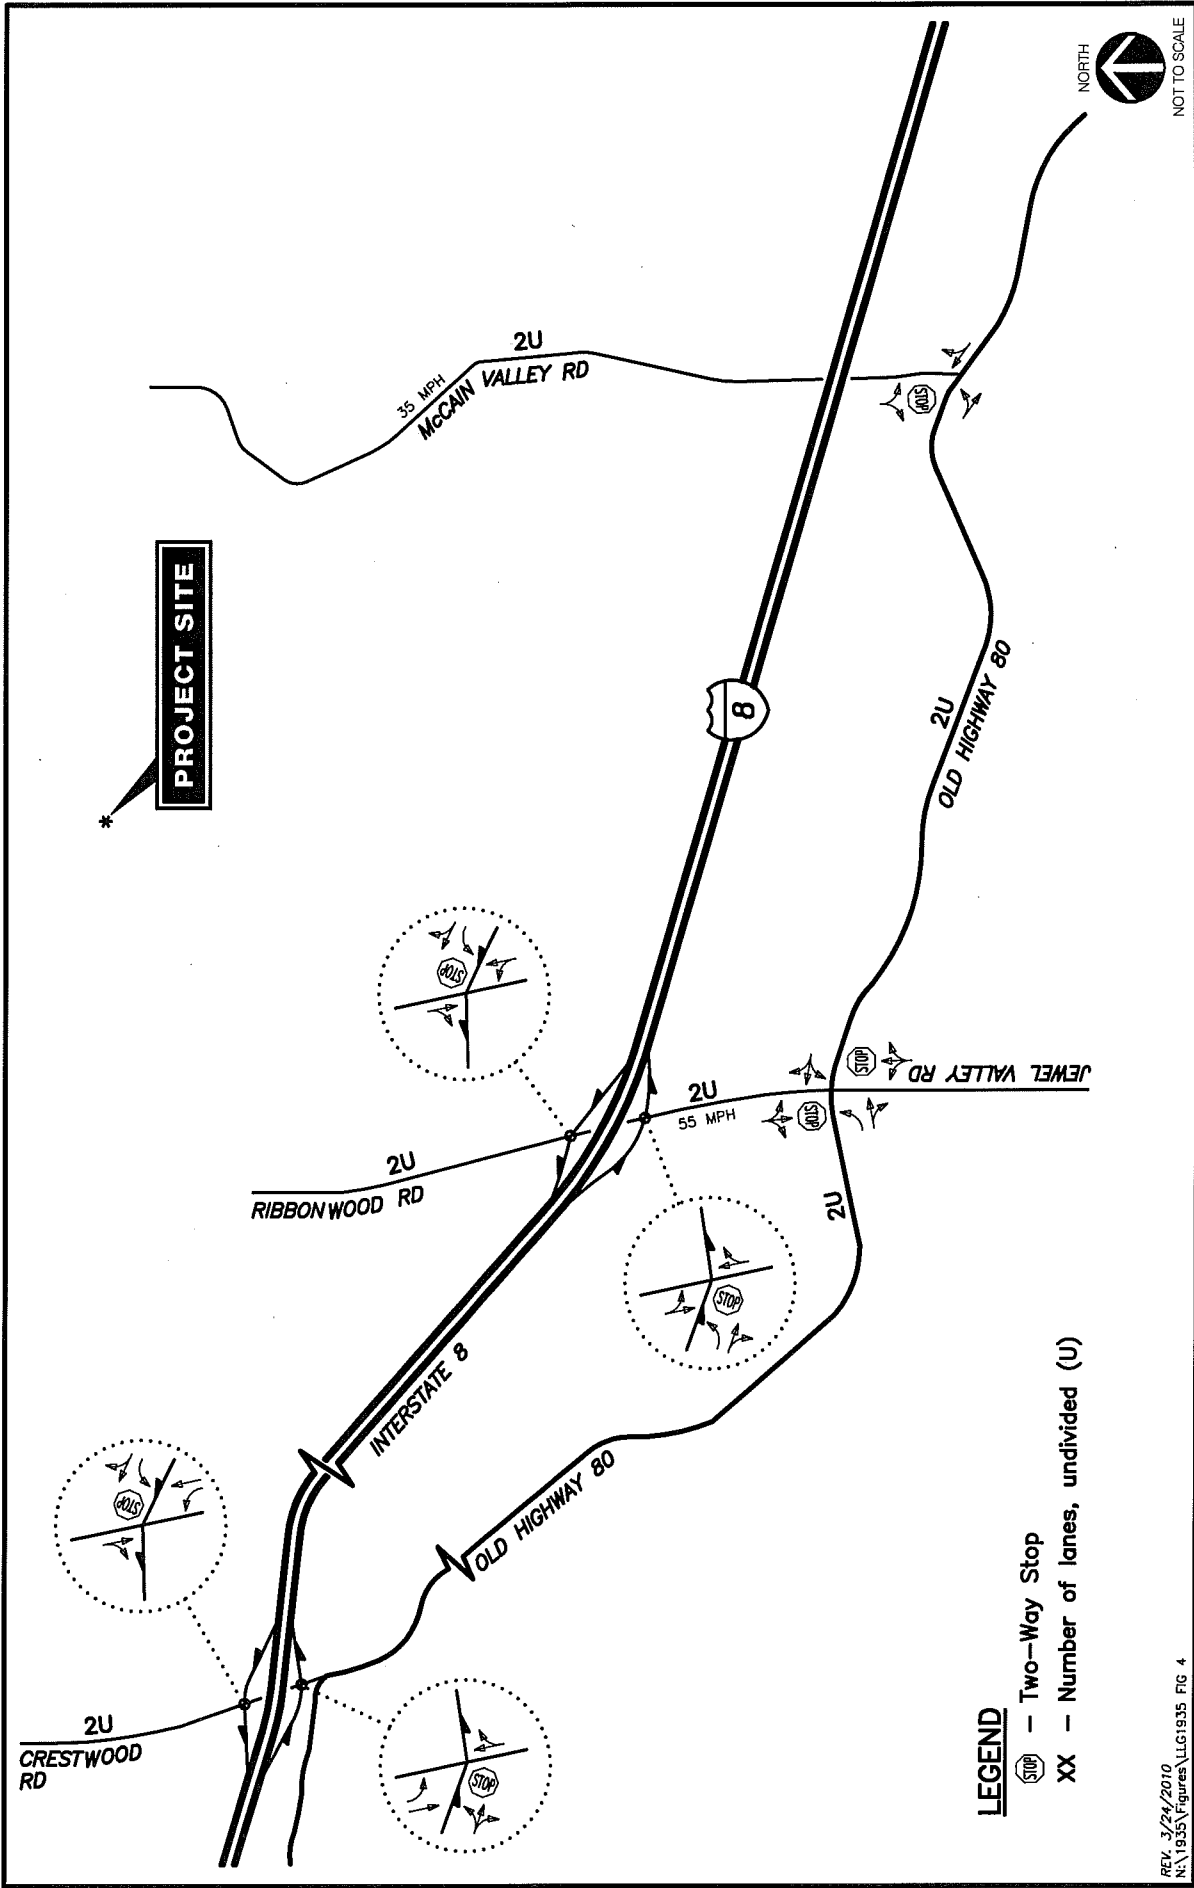 CRESTWOOD
RD
2U
INTERSTATE 8
OLD HIGHWAY 80
RIBBONWOOD RD
2U
2U
55 MPH
JEWEL VALLEY RD
2U
PROJECT SITE
*
8
35 MPH
McCAIN VALLEY RD
2U
2U
OLD HIGHWAY 80
STOP
STOP
STOP
STOP
STOP
STOP
STOP
LEGEND
STOP - Two-Way Stop
XX - Number of lanes, undivided (U)
NORTH
NOT TO SCALE
REV. 3/24/2010
N:\1935\Figures\LLG1935 FIG 4